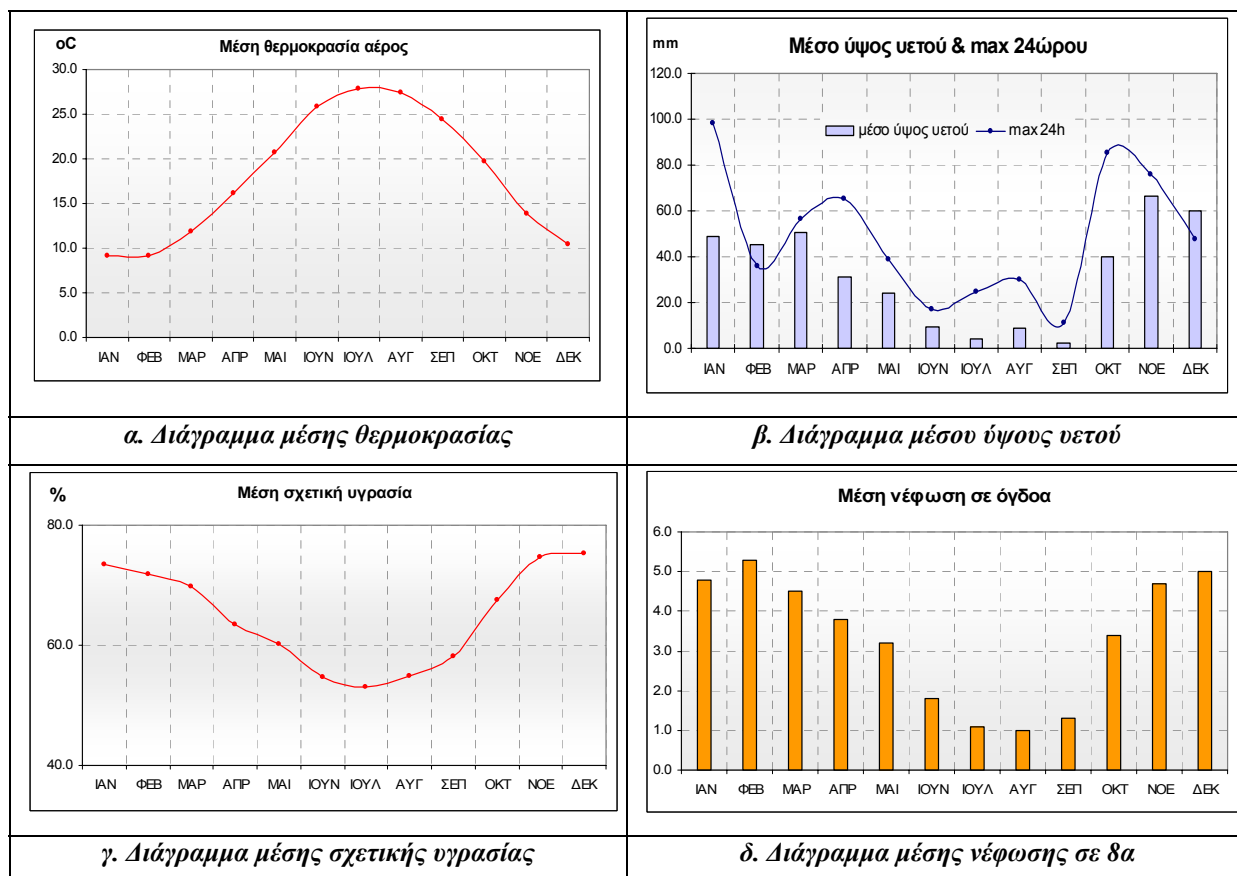 oC
Μέση θερμοκρασία αέρος
30.0
25.0
20.0
15.0
10.0
5.0
0.0
ΙΑΝ ΦΕΒ ΜΑΡ ΑΠΡ ΜΑΙ ΙΟΥΝ ΙΟΥΛ ΑΥΓ ΣΕΠ ΟΚΤ ΝΟΕ ΔΕΚ
α. Διάγραμμα μέσης θερμοκρασίας
mm
Μέσο ύψος υετού & max 24ώρου
120.0
100.0
80.0
60.0
40.0
20.0
0.0
μέσο ύψος υετού max 24h
ΙΑΝ ΦΕΒ ΜΑΡ ΑΠΡ ΜΑΙ ΙΟΥΝ ΙΟΥΛ ΑΥΓ ΣΕΠ ΟΚΤ ΝΟΕ ΔΕΚ
β. Διάγραμμα μέσου ύψους υετού
%
Μέση σχετική υγρασία
80.0
60.0
40.0
ΙΑΝ ΦΕΒ ΜΑΡ ΑΠΡ ΜΑΙ ΙΟΥΝ ΙΟΥΛ ΑΥΓ ΣΕΠ ΟΚΤ ΝΟΕ ΔΕΚ
γ. Διάγραμμα μέσης σχετικής υγρασίας
Μέση νέφωση σε όγδοα
6.0
5.0
4.0
3.0
2.0
1.0
0.0
ΙΑΝ ΦΕΒ ΜΑΡ ΑΠΡ ΜΑΙ ΙΟΥΝ ΙΟΥΛ ΑΥΓ ΣΕΠ ΟΚΤ ΝΟΕ ΔΕΚ
δ. Διάγραμμα μέσης νέφωσης σε 8α